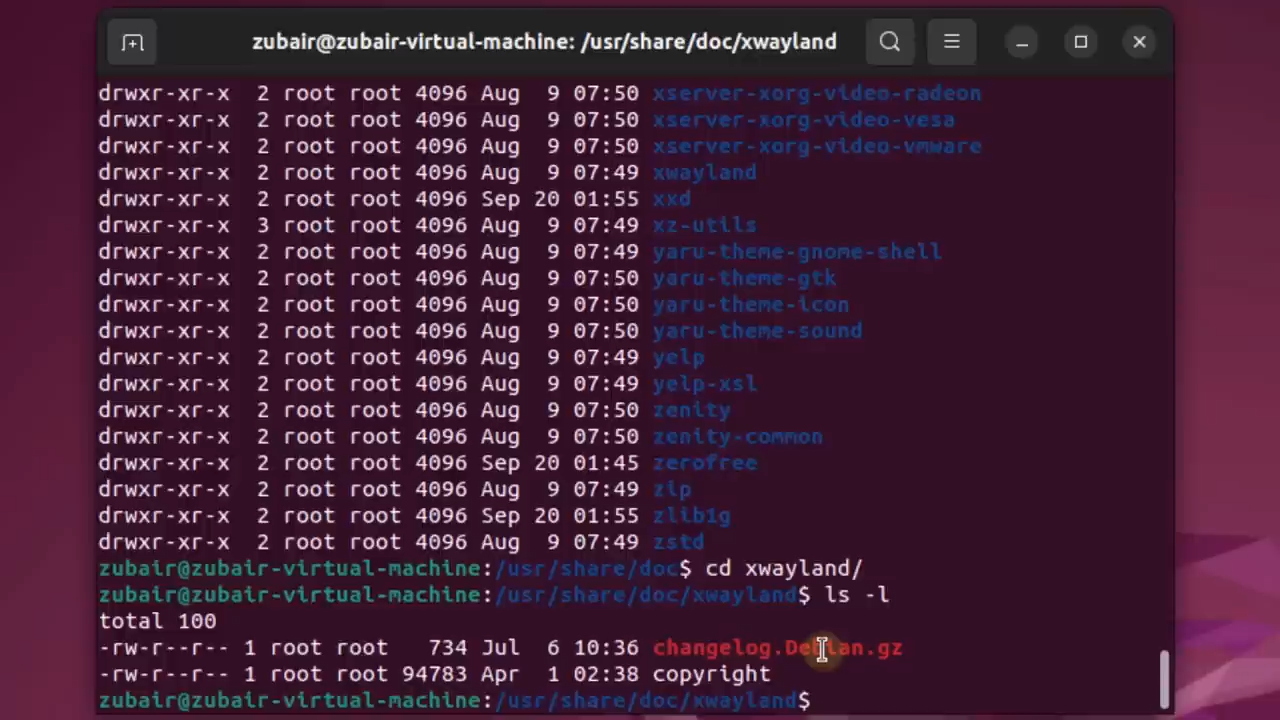 zubair@zubair-virtual-machine: /usr/share/doc/xwayland
drwxr-xr-x 2 root root 4096 Aug 9 07:50 xserver-xorg-video-radeon
drwxr-xr-x 2 root root 4096 Aug 9 07:50 xserver-xorg-video-vesa
drwxr-xr-x 2 root root 4096 Aug 9 07:50 xserver-xorg-video-vmware
drwxr-xr-x 2 root root 4096 Aug 9 07:49 xwayland
drwxr-xr-x 2 root root 4096 Sep 20 01:55 xxd
drwxr-xr-x 3 root root 4096 Aug 9 07:49 xz-utils
drwxr-xr-x 2 root root 4096 Aug 9 07:49 yaru-theme-gnome-shell
drwxr-xr-x 2 root root 4096 Aug 9 07:50 yaru-theme-gtk
drwxr-xr-x 2 root root 4096 Aug 9 07:50 yaru-theme-icon
drwxr-xr-x 2 root root 4096 Aug 9 07:50 yaru-theme-sound
drwxr-xr-x 2 root root 4096 Aug 9 07:49 yelp
drwxr-xr-x 2 root root 4096 Aug 9 07:49 yelp-xsl
drwxr-xr-x 2 root root 4096 Aug 9 07:50 zenity
drwxr-xr-x 2 root root 4096 Aug 9 07:50 zenity-common
drwxr-xr-x 2 root root 4096 Sep 20 01:45 zerofree
drwxr-xr-x 2 root root 4096 Aug 9 07:49 zip
drwxr-xr-x 2 root root 4096 Sep 20 01:55 zlib1g
drwxr-xr-x 2 root root 4096 Aug 9 07:49 zstd
zubair@zubair-virtual-machine:/usr/share/doc$ cd xwayland/
zubair@zubair-virtual-machine:/usr/share/doc/xwayland$ ls -l
total 100
-rw-r--r-- 1 root root 734 Jul 6 10:36 changelog.Debian.gz
-rw-r--r-- 1 root root 94783 Apr 1 02:38 copyright
zubair@zubair-virtual-machine:/usr/share/doc/xwayland$